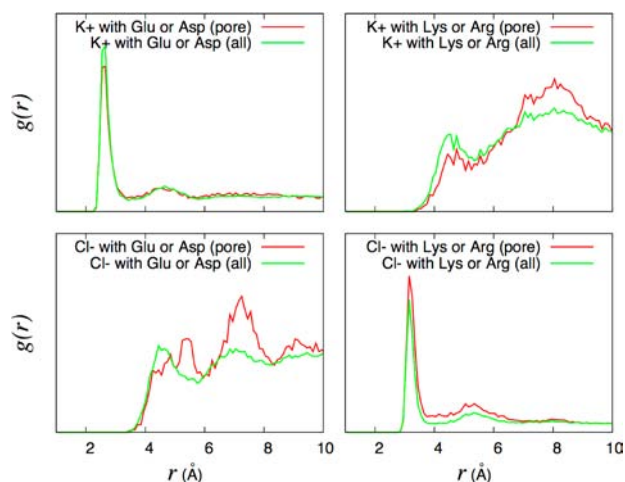 K+ with Glu or Asp (pore)
K+ with Glu or Asp (all)
K+ with Lys or Arg (pore)
K+ with Lys or Arg (all)
g(r)
Cl- with Glu or Asp (pore)
Cl- with Glu or Asp (all)
Cl- with Lys or Arg (pore)
Cl- with Lys or Arg (all)
g(r)
2 4 6 8 10
2 4 6 8 10
r (Å)
r (Å)